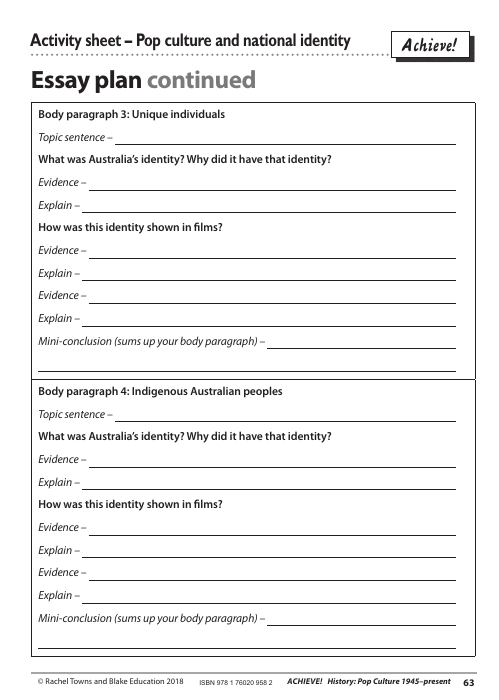 Activity sheet – Pop culture and national identity
Achieve!
Essay plan continued
Body paragraph 3: Unique individuals
Topic sentence –
What was Australia's identity? Why did it have that identity?
Evidence –
Explain –
How was this identity shown in films?
Evidence –
Explain –
Evidence –
Explain –
Mini-conclusion (sums up your body paragraph) –
Body paragraph 4: Indigenous Australian peoples
Topic sentence –
What was Australia's identity? Why did it have that identity?
Evidence –
Explain –
How was this identity shown in films?
Evidence –
Explain –
Evidence –
Explain –
Mini-conclusion (sums up your body paragraph) –
© Rachel Towns and Blake Education 2018 ISBN 978 1 76020 958 2 ACHIEVE! History: Pop Culture 1945–present 63